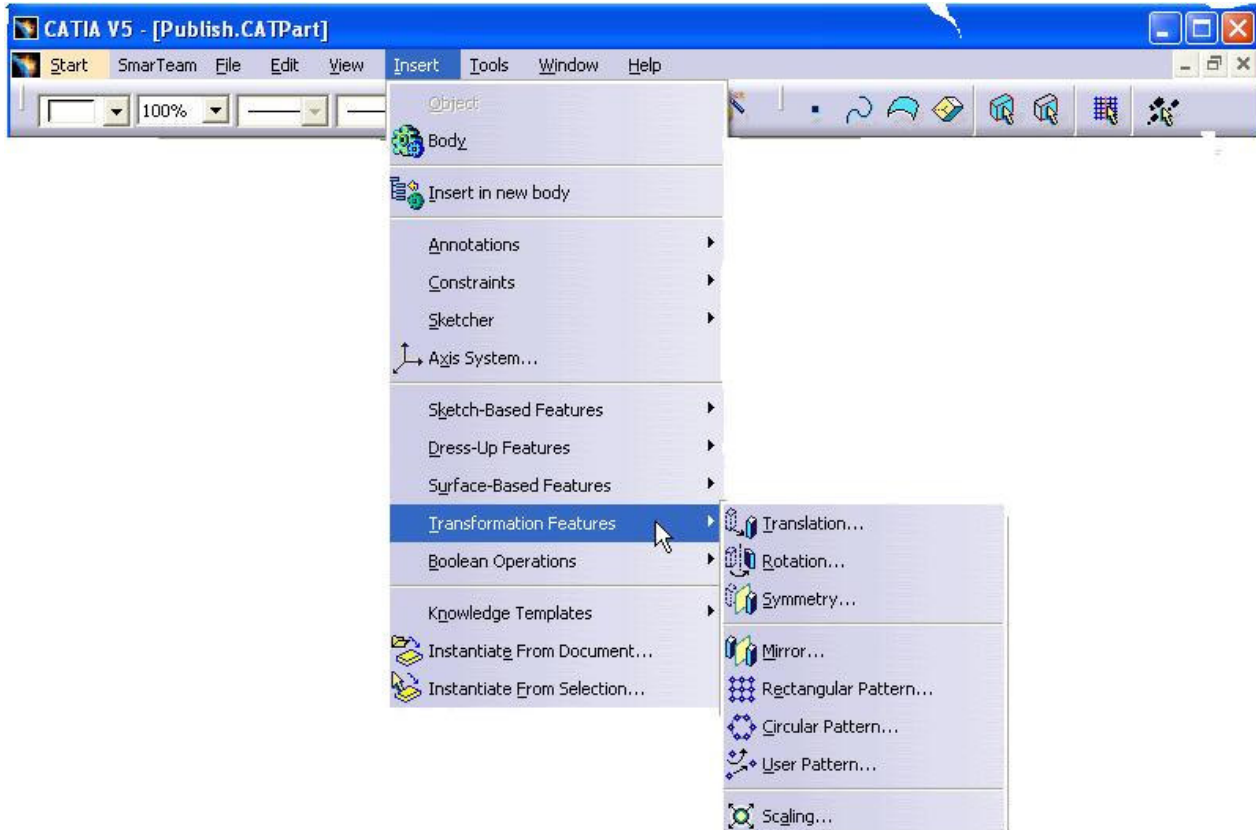 CATIA V5 - [Publish.CATPart]
Start SmarTeam File Edit View Insert Tools Window Help
100%
Object
Body
Insert in new body
Annotations
Constraints
Sketcher
Axis System...
Sketch-Based Features
Dress-Up Features
Surface-Based Features
Transformation Features
Boolean Operations
Knowledge Templates
Instantiate From Document...
Instantiate From Selection...
Translation...
Rotation...
Symmetry...
Mirror...
Rectangular Pattern...
Circular Pattern...
User Pattern...
Scaling...